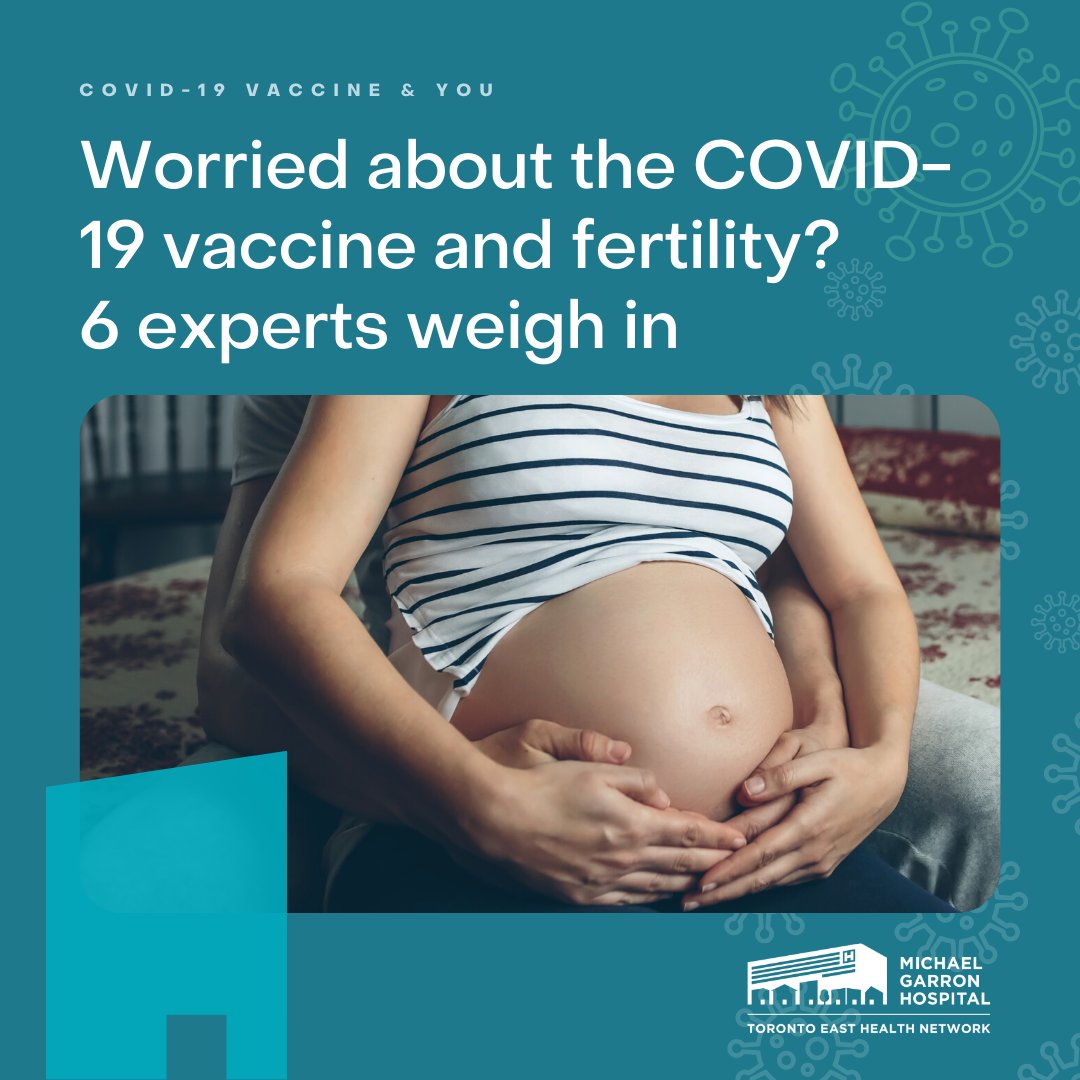 COVID-19 VACCINE & YOU
Worried about the COVID-
19 vaccine and fertility?
6 experts weigh in
H
MICHAEL
GARRON
HOSPITAL
TORONTO EAST HEALTH NETWORK